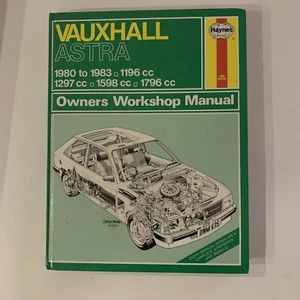 VAUXHALL
ASTRA
Haynes
1980 to 1983 □ 1196 cc
1297 cc □ 1598 cc □ 1796 cc
Owners Workshop Manual